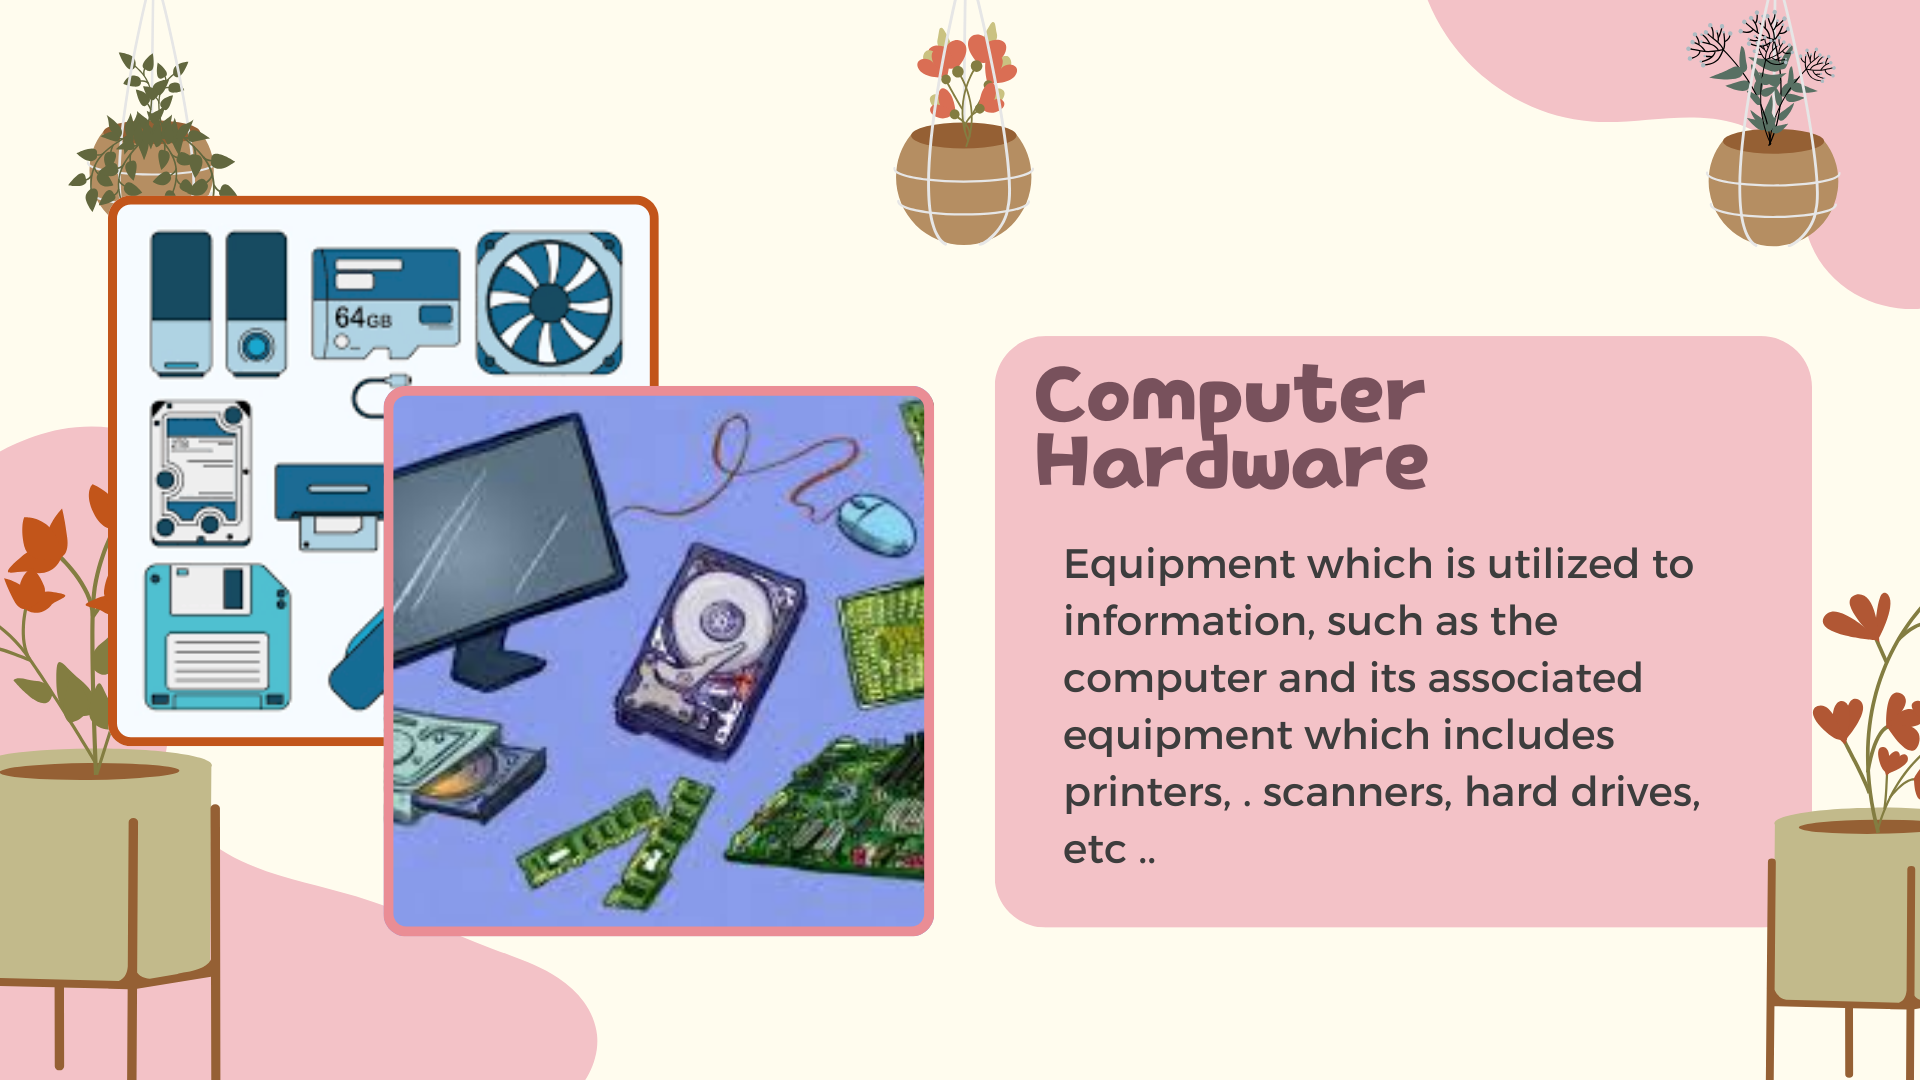 64GB
Computer
Hardware
Equipment which is utilized to
information, such as the
computer and its associated
equipment which includes
printers, . scanners, hard drives,
etc ..